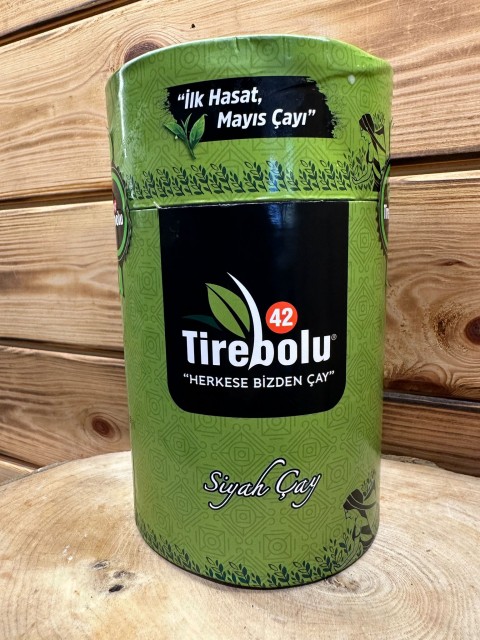 “İlk Hasat,
Mayıs Çayı”
42
Tirebolu®
“HERKESE BİZDEN ÇAY”
Siyah Çay